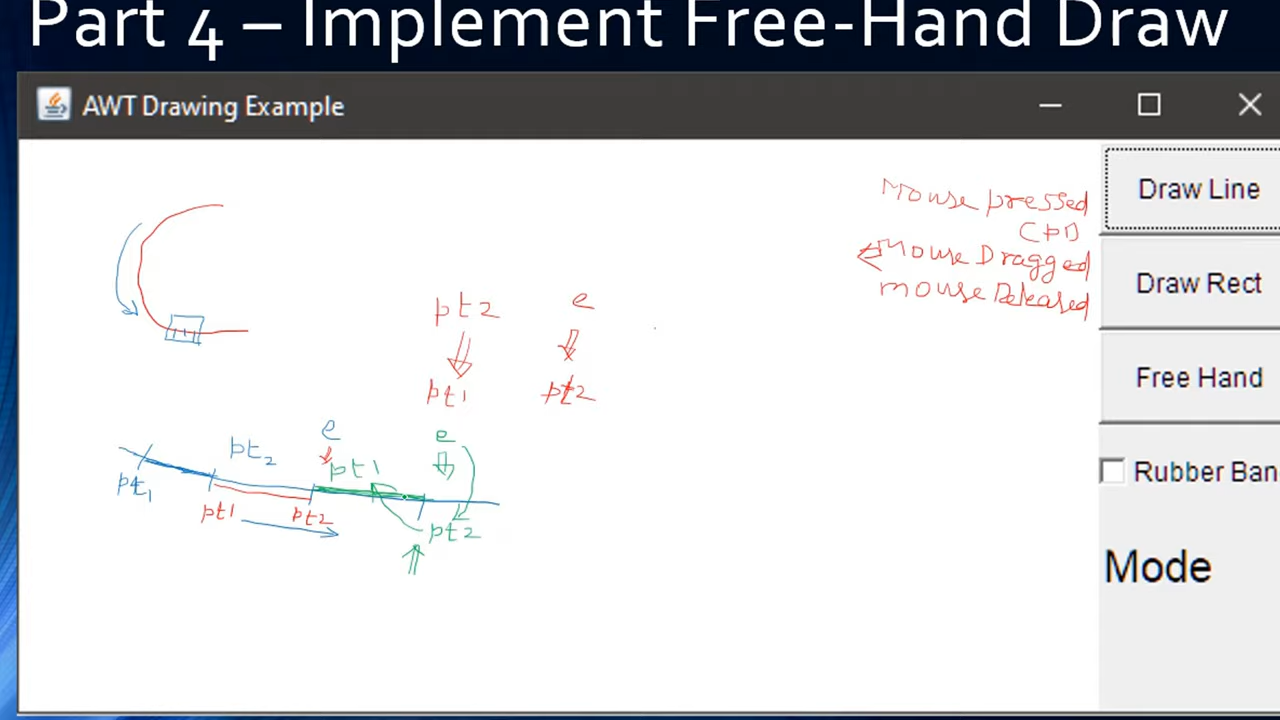 Part 4 – Implement Free-Hand Draw
AWT Drawing Example
Mouse pressed
Mouse Dragged
mouse Released
Draw Line
Draw Rect
Free Hand
Rubber Ban
Mode
pt2 e
pt1 pt2
e e
pt2 pt1
pt1
pt1 pt2 pt2